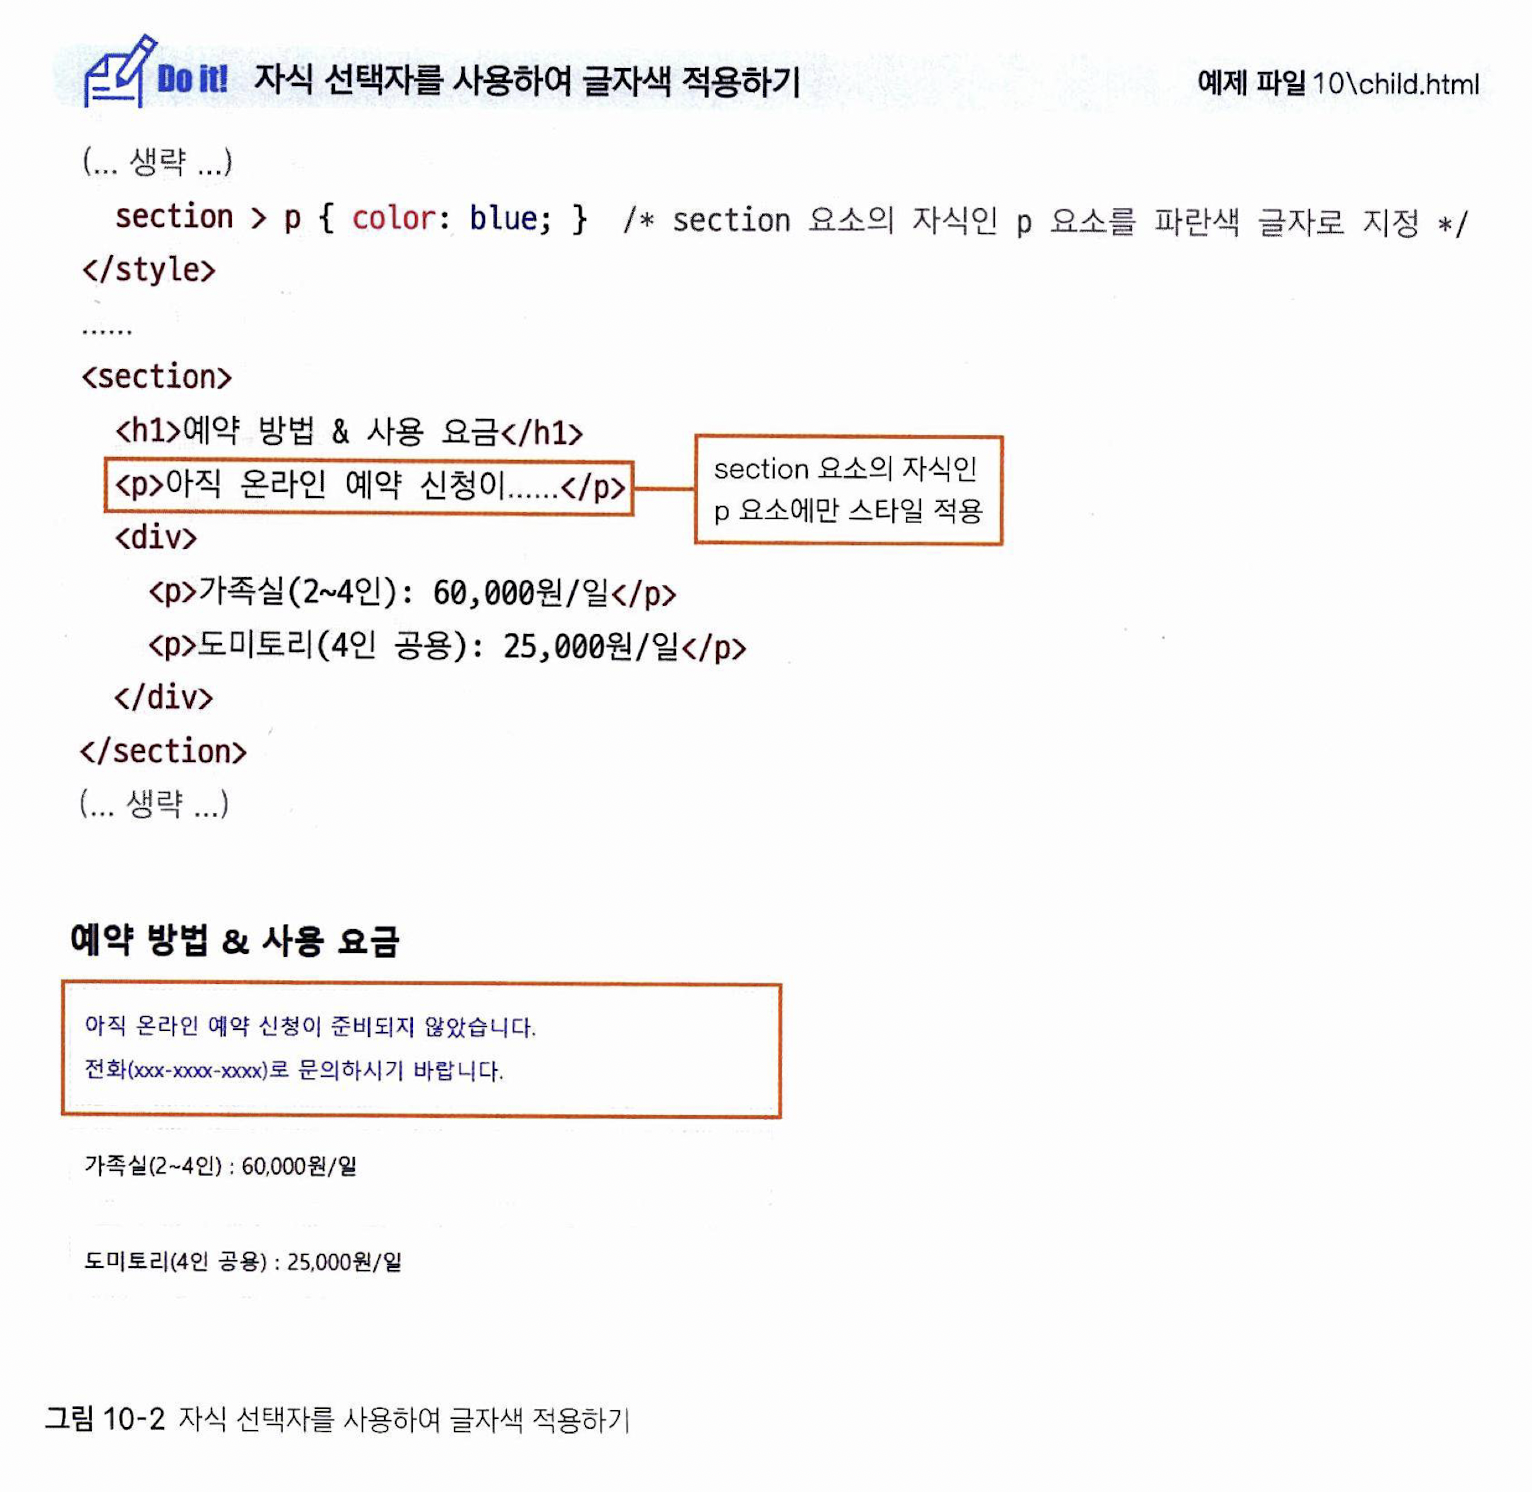 Do it! 자식 선택자를 사용하여 글자색 적용하기 예제 파일 10\child.html
(... 생략 ...)
section > p { color: blue; } /* section 요소의 자식인 p 요소를 파란색 글자로 지정 */
</style>
......
<section>
<h1>예약 방법 & 사용 요금</h1>
<p>아직 온라인 예약 신청이......</p>
section 요소의 자식인
p 요소에만 스타일 적용
<div>
<p>가족실(2~4인): 60,000원/일</p>
<p>도미토리(4인 공용): 25,000원/일</p>
</div>
</section>
(... 생략 ...)
예약 방법 & 사용 요금
아직 온라인 예약 신청이 준비되지 않았습니다.
전화(xxx-xxxx-xxxx)로 문의하시기 바랍니다.
가족실(2~4인) : 60,000원/일
도미토리(4인 공용) : 25,000원/일
그림 10-2 자식 선택자를 사용하여 글자색 적용하기